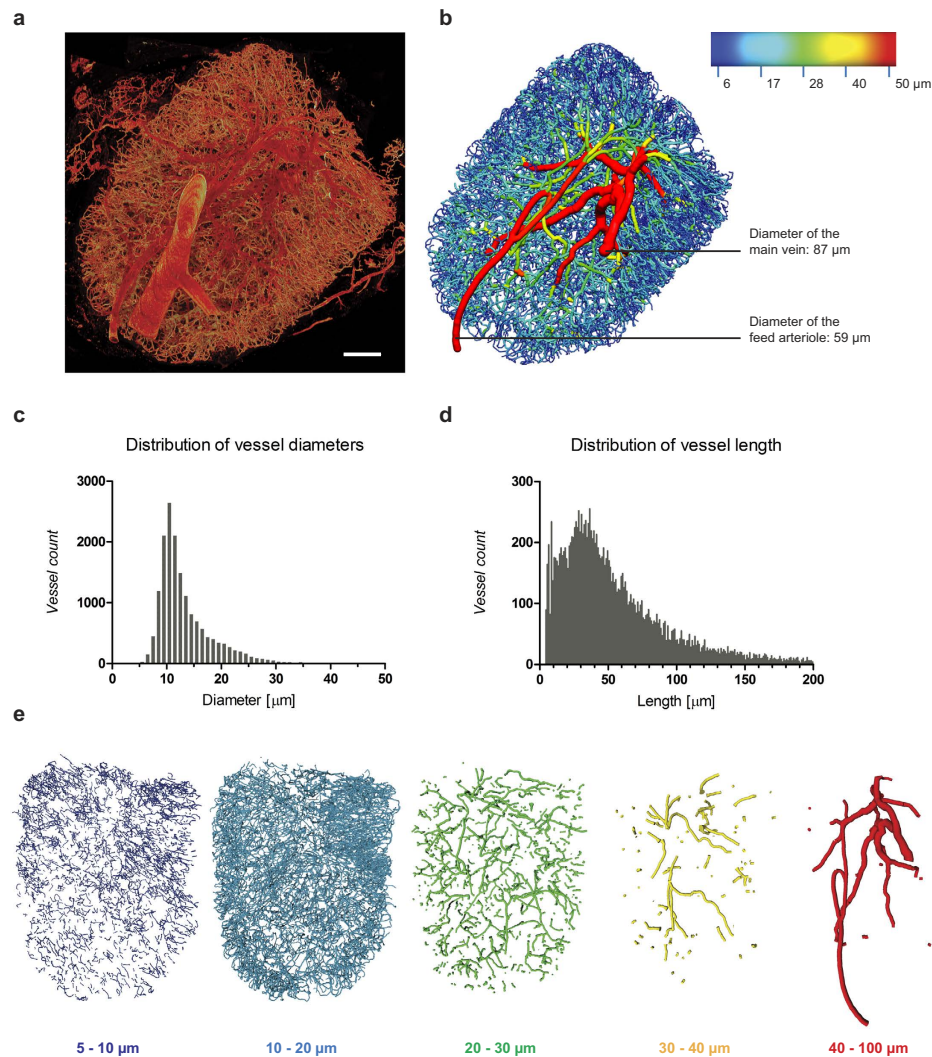 a
b
6 17 28 40 50 µm
Diameter of the
main vein: 87 µm
Diameter of the
feed arteriole: 59 µm
c
d
Distribution of vessel diameters
3000
2000
1000
0
Vessel count
0 10 20 30 40 50
Diameter [µm]
Distribution of vessel length
300
200
100
0
Vessel count
0 50 100 150 200
Length [µm]
e
5 - 10 µm
10 - 20 µm
20 - 30 µm
30 - 40 µm
40 - 100 µm